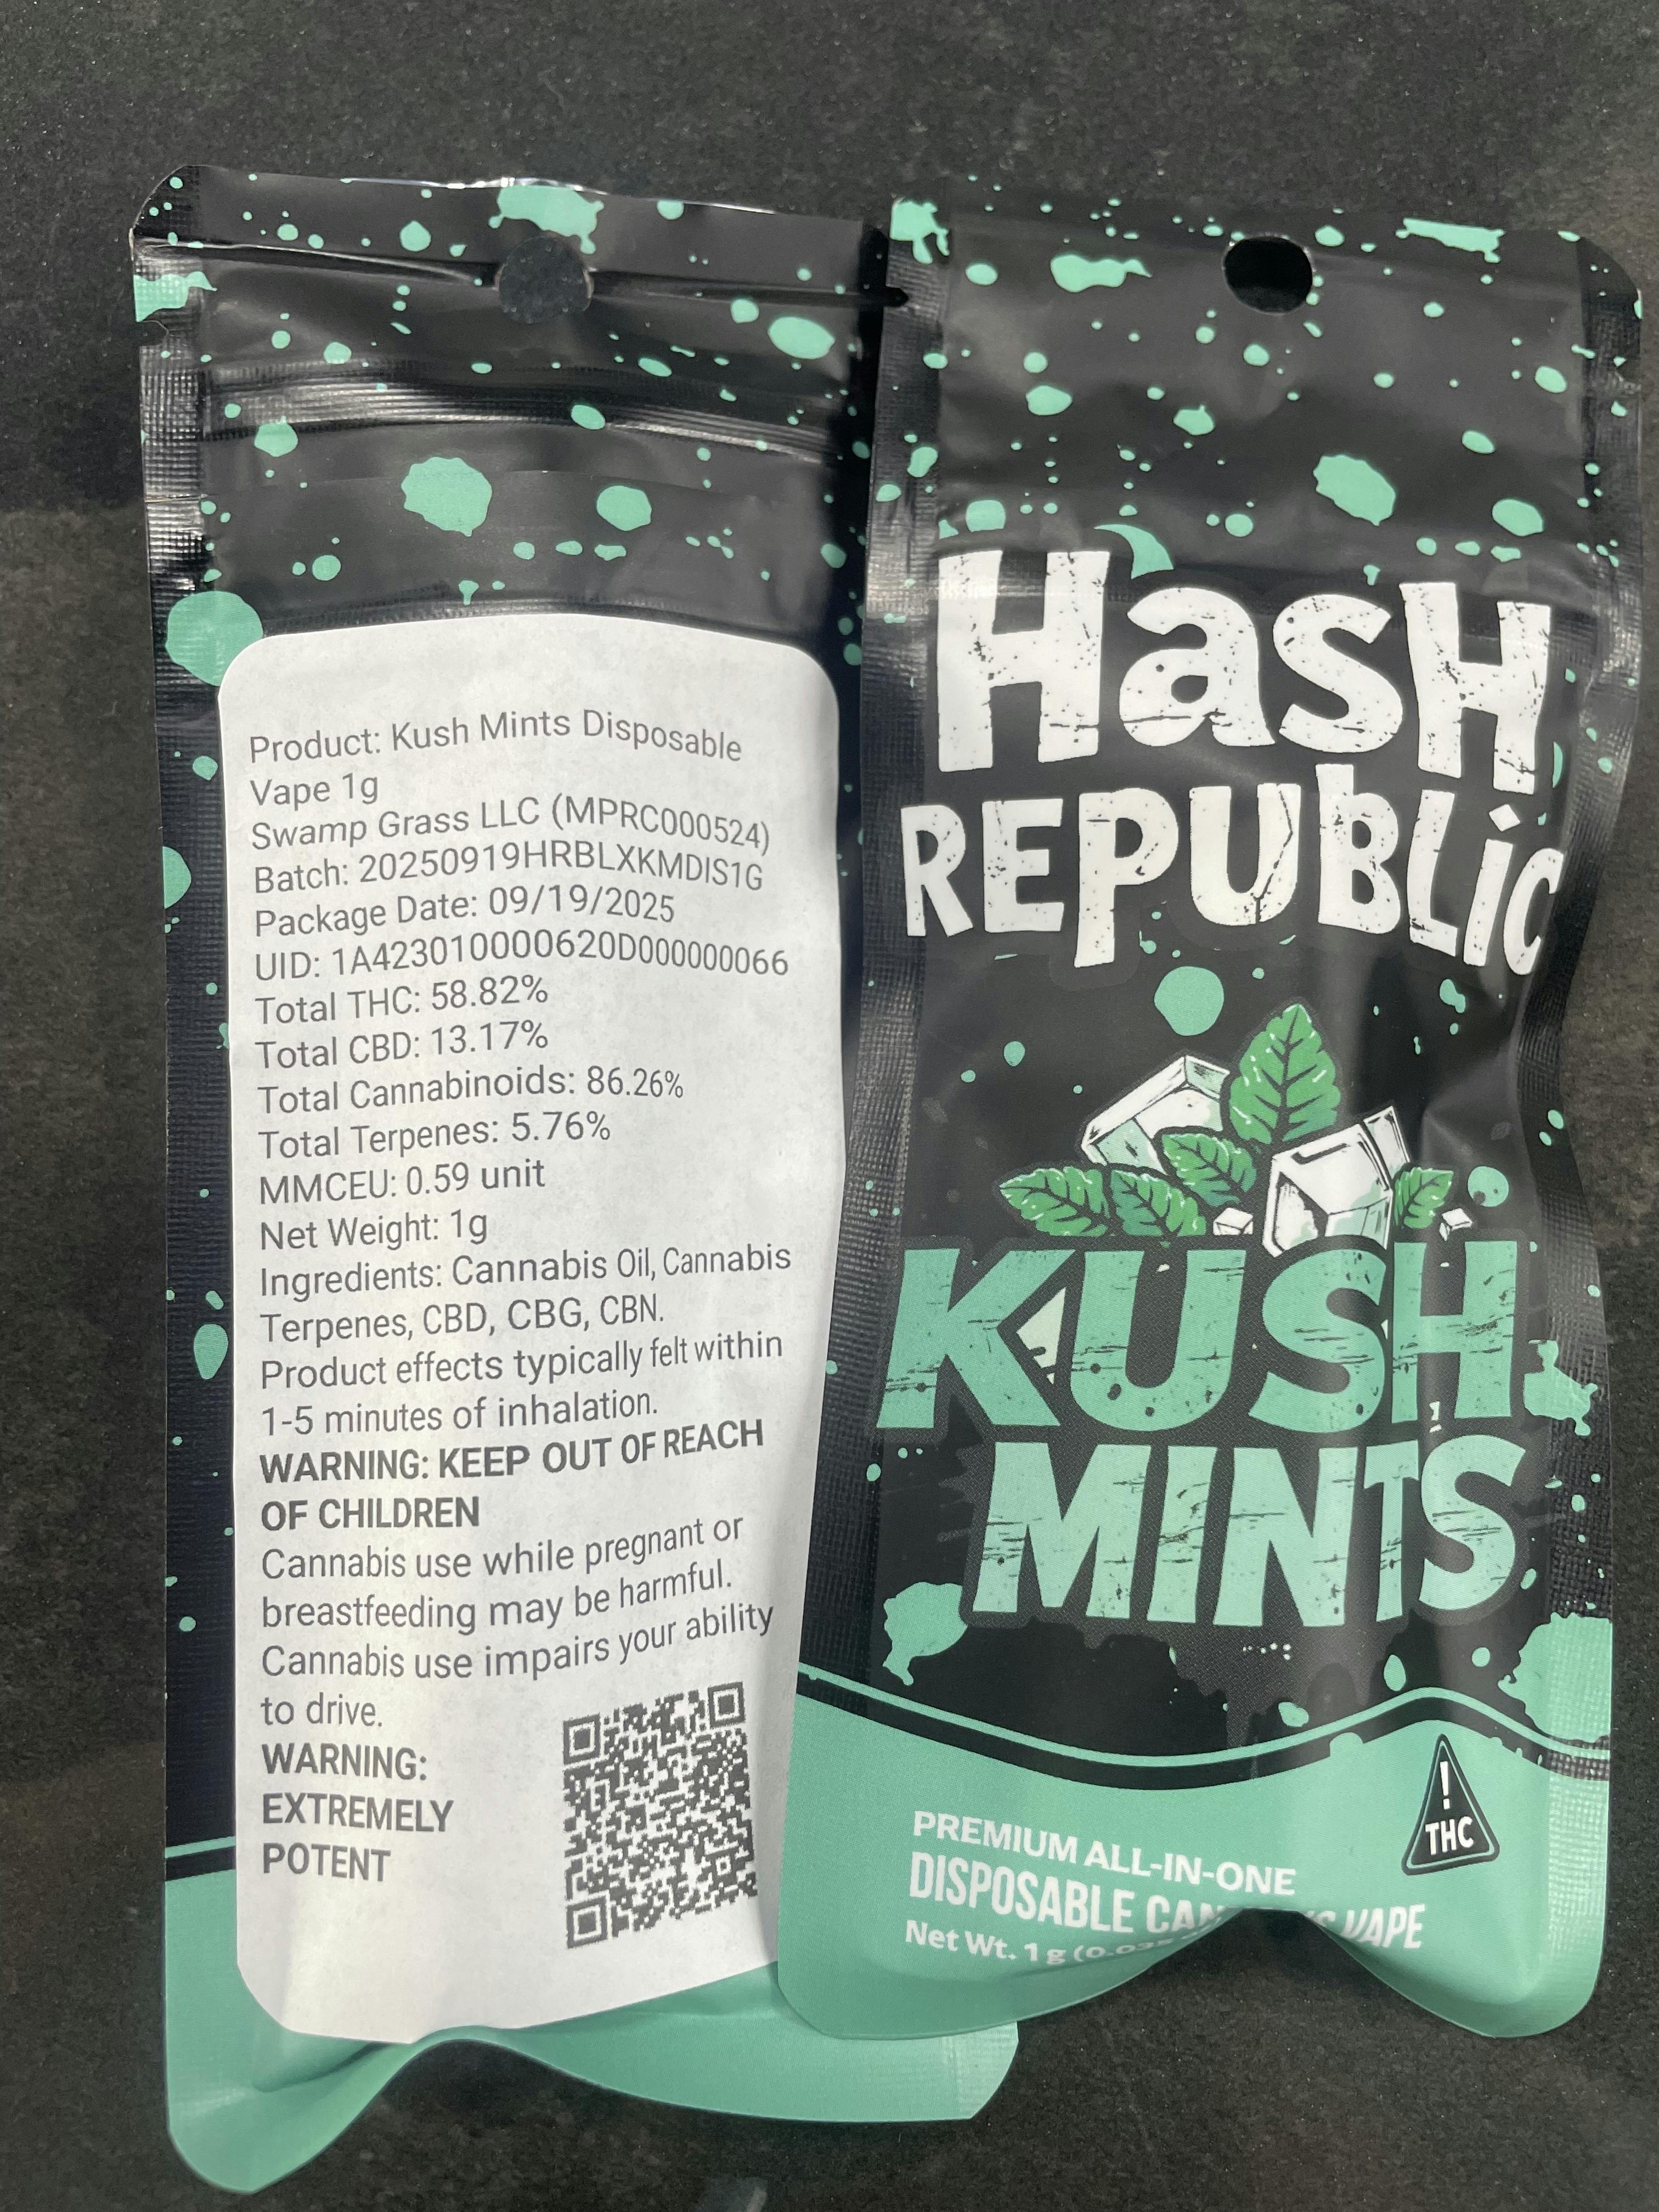 Product: Kush Mints Disposable
Vape 1g
Swamp Grass LLC (MPRC000524)
Batch: 20250919HRBLXKMDIS1G
Package Date: 09/19/2025
UID: 1A423010000620D000000066
Total THC: 58.82%
Total CBD: 13.17%
Total Cannabinoids: 86.26%
Total Terpenes: 5.76%
MMCEU: 0.59 unit
Net Weight: 1g
Ingredients: Cannabis Oil, Cannabis
Terpenes, CBD, CBG, CBN.
Product effects typically felt within
1-5 minutes of inhalation.
WARNING: KEEP OUT OF REACH
OF CHILDREN
Cannabis use while pregnant or
breastfeeding may be harmful.
Cannabis use impairs your ability
to drive.
WARNING:
EXTREMELY
POTENT
Hash
REPUBLiC
KUSH
MINTS
!
THC
PREMIUM ALL-IN-ONE
DISPOSABLE VAPE
Net Wt. 1 g